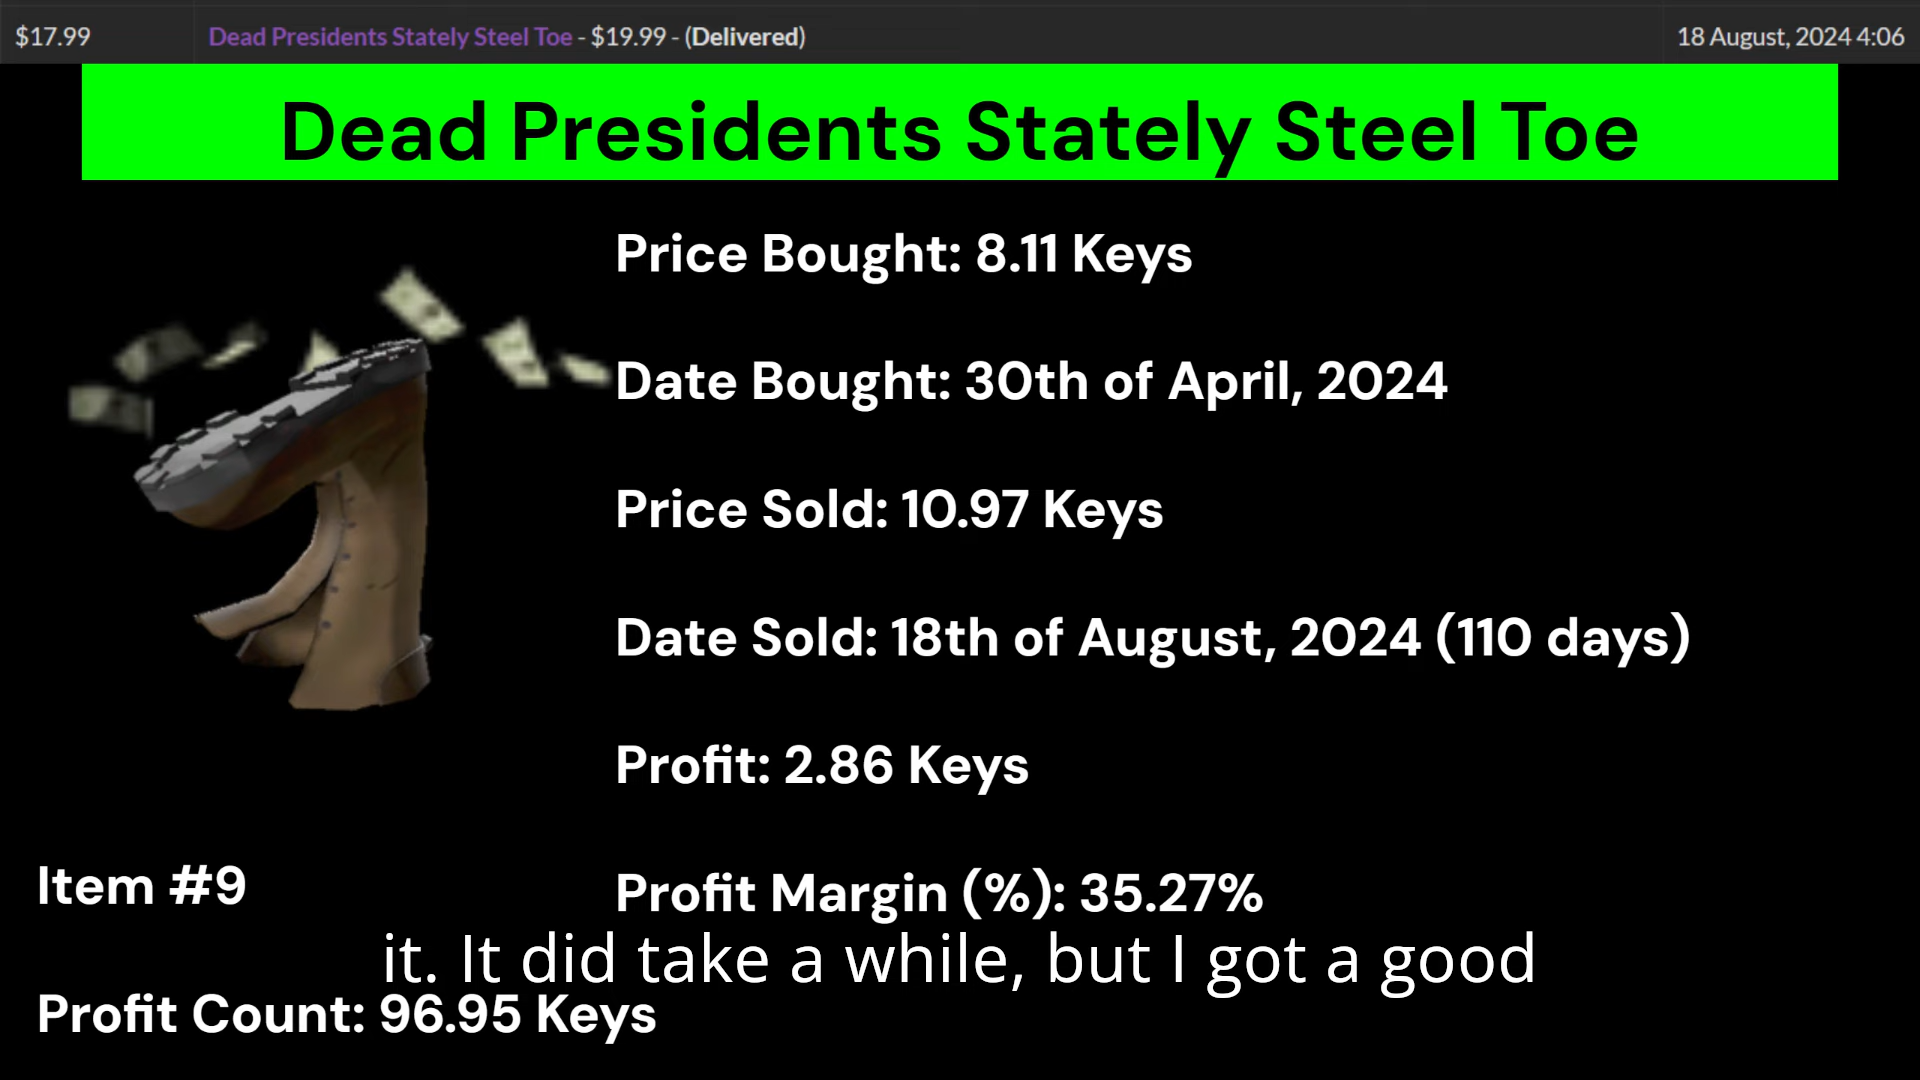 $17.99 Dead Presidents Stately Steel Toe - $19.99 - (Delivered) 18 August, 2024 4:06
Dead Presidents Stately Steel Toe
Price Bought: 8.11 Keys
Date Bought: 30th of April, 2024
Price Sold: 10.97 Keys
Date Sold: 18th of August, 2024 (110 days)
Profit: 2.86 Keys
Item #9
Profit Margin (%): 35.27%
it. It did take a while, but I got a good
Profit Count: 96.95 Keys